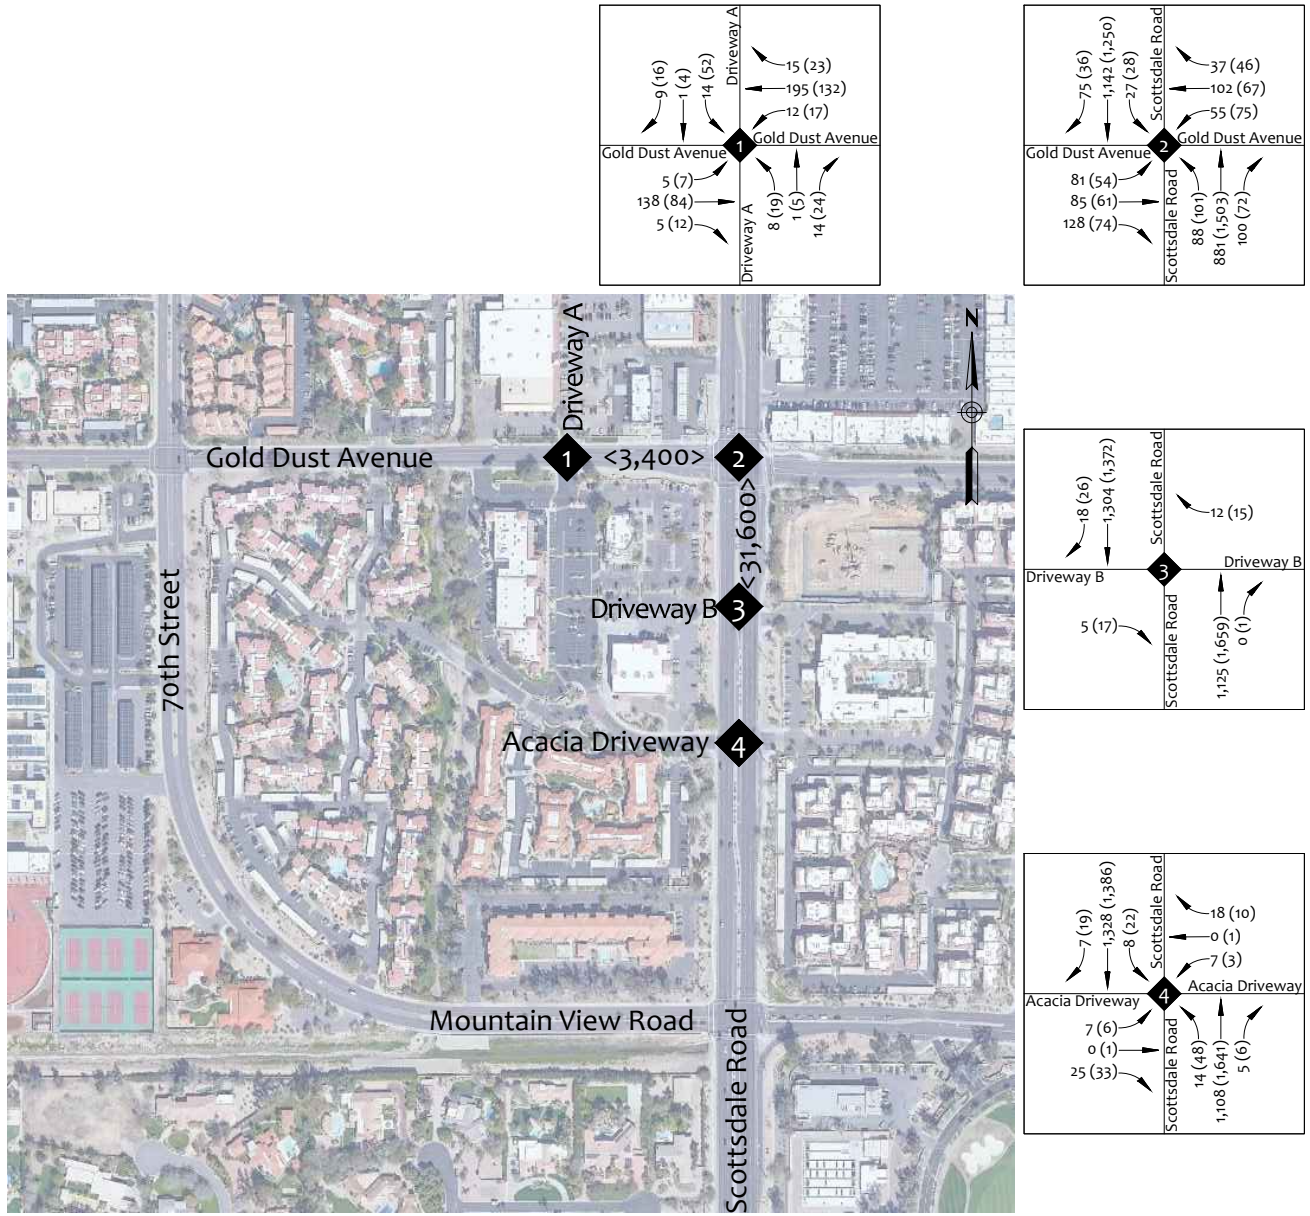 Driveway A
9 (16)
1 (4)
14 (52)
15 (23)
195 (132)
12 (17)
Gold Dust Avenue
1
Gold Dust Avenue
5 (7)
138 (84)
5 (12)
8 (19)
1 (5)
14 (24)
Driveway A
Scottsdale Road
75 (36)
1,142 (1,250)
27 (28)
37 (46)
102 (67)
55 (75)
Gold Dust Avenue
2
Gold Dust Avenue
81 (54)
85 (61)
128 (74)
88 (101)
881 (1,503)
100 (72)
Scottsdale Road
Driveway A
N
Gold Dust Avenue
1
<3,400>
2
<31,600>
70th Street
Driveway B
3
Acacia Driveway
4
Mountain View Road
Scottsdale Road
Scottsdale Road
18 (26)
1,304 (1,372)
12 (15)
Driveway B
3
Driveway B
5 (17)
1,125 (1,659)
0 (1)
Scottsdale Road
Scottsdale Road
7 (19)
1,328 (1,386)
8 (22)
18 (10)
0 (1)
7 (3)
Acacia Driveway
4
Acacia Driveway
7 (6)
0 (1)
25 (33)
14 (48)
1,108 (1,641)
5 (6)
Scottsdale Road